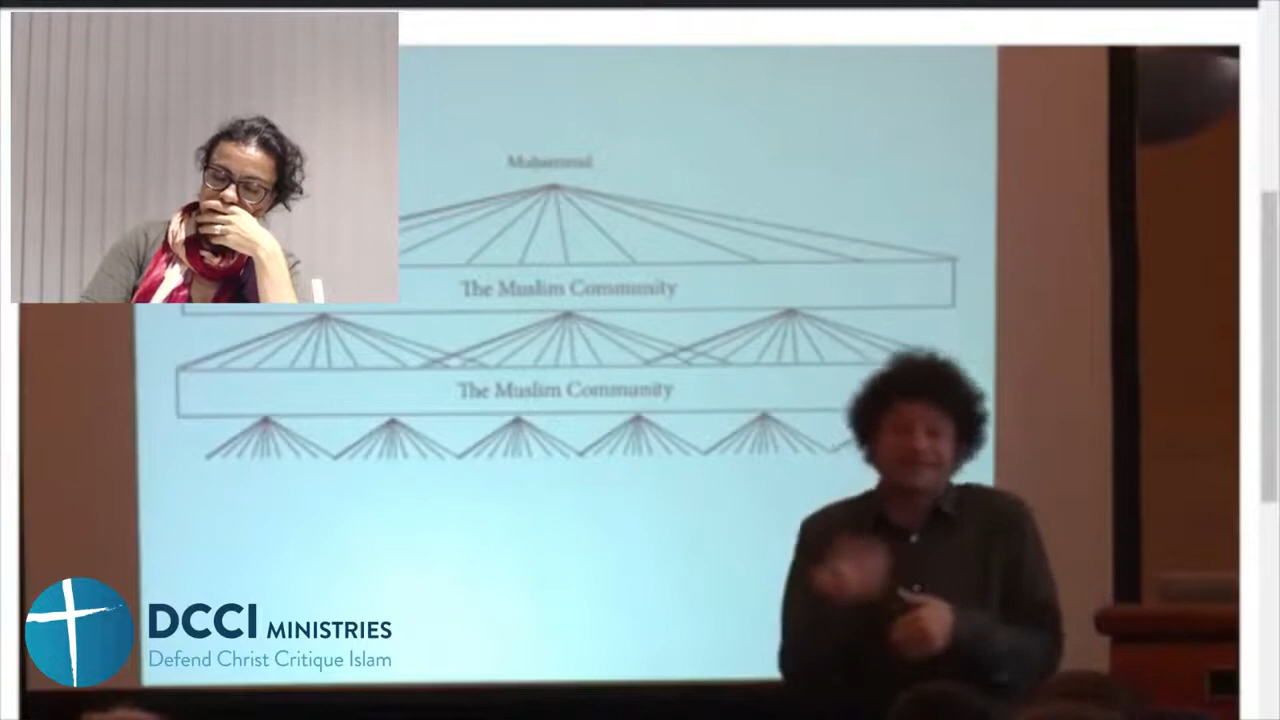 Muhammad
The Muslim Community
The Muslim Community
DCCI MINISTRIES
Defend Christ Critique Islam